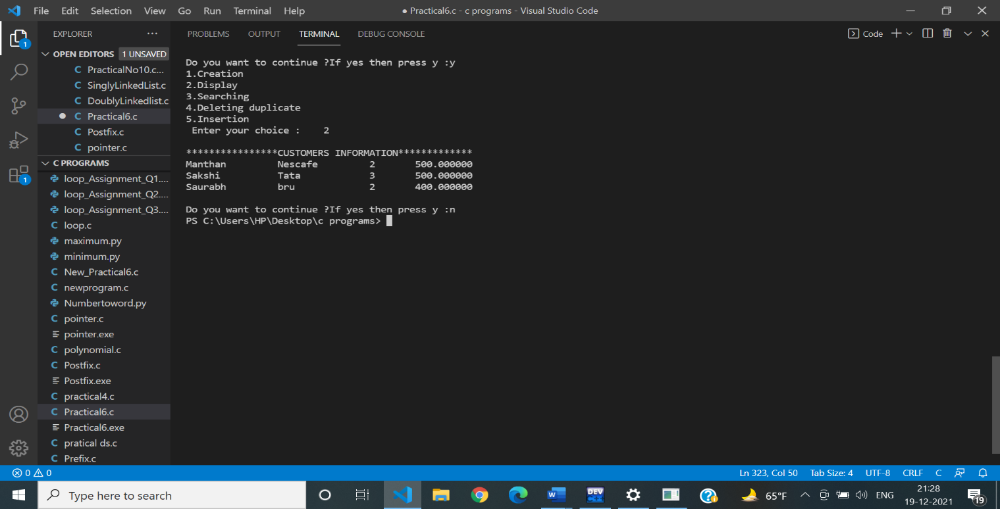 File Edit Selection View Go Run Terminal Help
● Practical6.c - c programs - Visual Studio Code
EXPLORER ...
OPEN EDITORS 1 UNSAVED
C PracticalNo10.c...
C SinglyLinkedList.c
C DoublyLinkedlist.c
● C Practical6.c
C Postfix.c
C pointer.c
C PROGRAMS
loop_Assignment_Q1....
loop_Assignment_Q2....
loop_Assignment_Q3....
C loop.c
maximum.py
minimum.py
C New_Practical6.c
C newprogram.c
Numbertoword.py
C pointer.c
pointer.exe
C polynomial.c
C Postfix.c
Postfix.exe
C practical4.c
C Practical6.c
Practical6.exe
C pratical ds.c
C Prefix.c
1
1
PROBLEMS OUTPUT TERMINAL DEBUG CONSOLE
Code
Do you want to continue ?If yes then press y :y
1.Creation
2.Display
3.Searching
4.Deleting duplicate
5.Insertion
Enter your choice : 2
****************CUSTOMERS INFORMATION*************
Manthan Nescafe 2 500.000000
Sakshi Tata 3 500.000000
Saurabh bru 2 400.000000
Do you want to continue ?If yes then press y :n
PS C:\Users\HP\Desktop\c programs>
0 0
Ln 323, Col 50 Tab Size: 4 UTF-8 CRLF C
Type here to search
W
DEV C++
?
65°F
ENG
21:28
19-12-2021
19